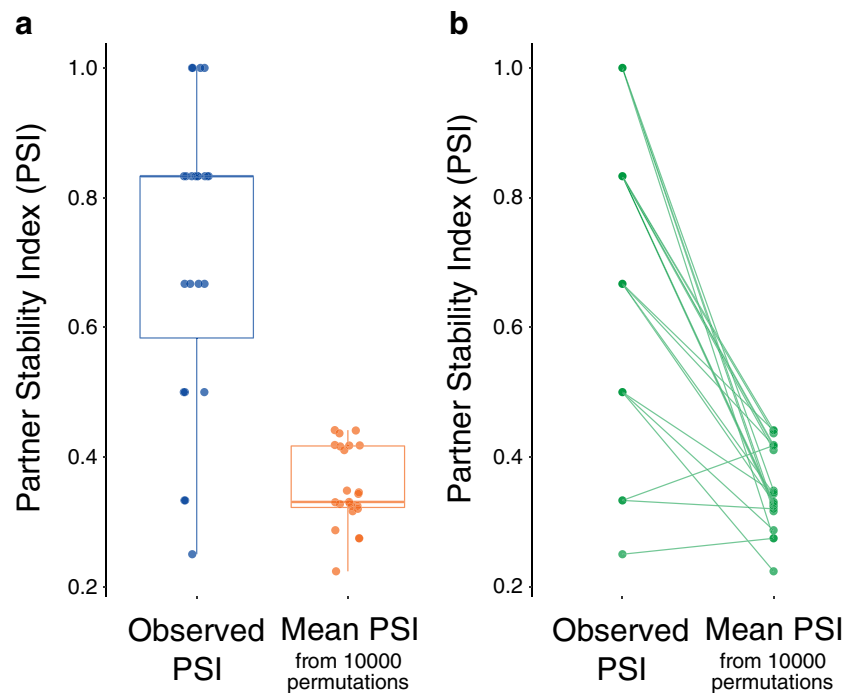 a
Partner Stability Index (PSI)
1.0
0.8
0.6
0.4
0.2
Observed
PSI
Mean PSI
from 10000
permutations
b
Partner Stability Index (PSI)
1.0
0.8
0.6
0.4
0.2
Observed
PSI
Mean PSI
from 10000
permutations